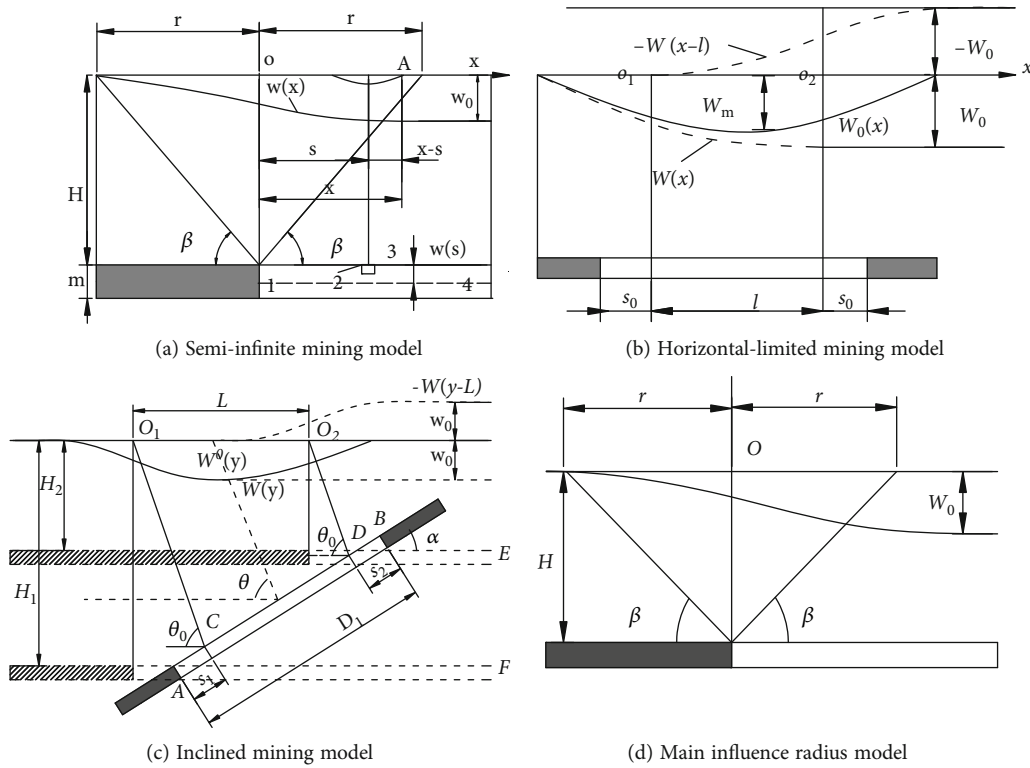 r r
o A x
w(x)
w₀
s x-s
x
H
β β
3 w(s)
m 1 2 4
(a) Semi-infinite mining model
-W(x-l)
-W₀
o₁ o₂ x
Wₘ
W₀(x) W₀
W(x)
s₀ l s₀
(b) Horizontal-limited mining model
-W(y-L)
L
w₀
O₁ O₂
W⁰(y) w₀
H₂ W(y)
B
D
θ₀ α
E
s₂
H₁ θ
C D₁
θ₀
F
A s₁
(c) Inclined mining model
r r
O
W₀
H
β β
(d) Main influence radius model